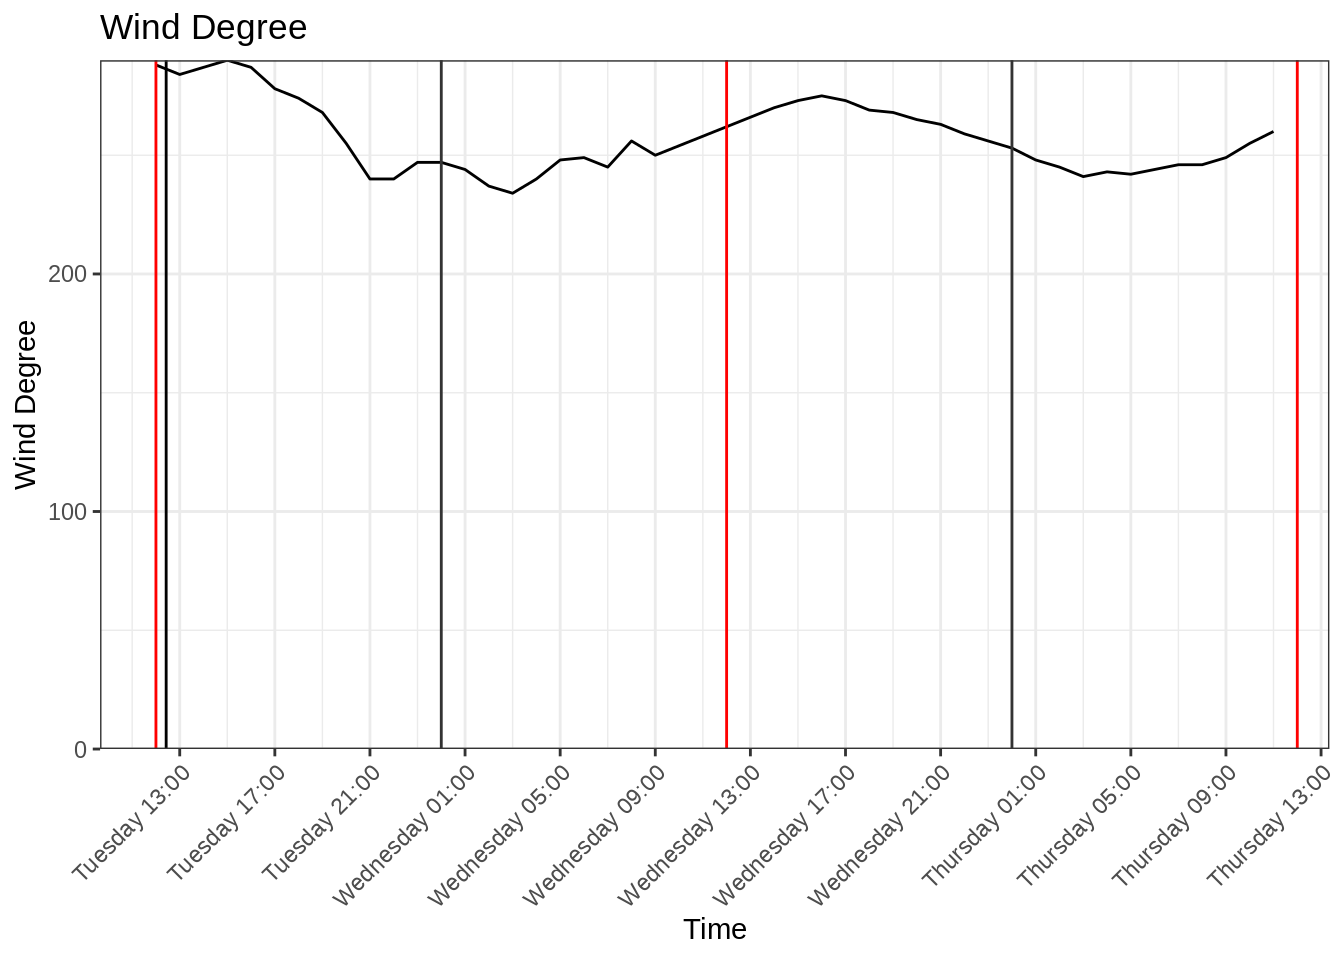 Wind Degree
Wind Degree
200
100
0
Tuesday 13:00
Tuesday 17:00
Tuesday 21:00
Wednesday 01:00
Wednesday 05:00
Wednesday 09:00
Wednesday 13:00
Wednesday 17:00
Wednesday 21:00
Thursday 01:00
Thursday 05:00
Thursday 09:00
Thursday 13:00
Time